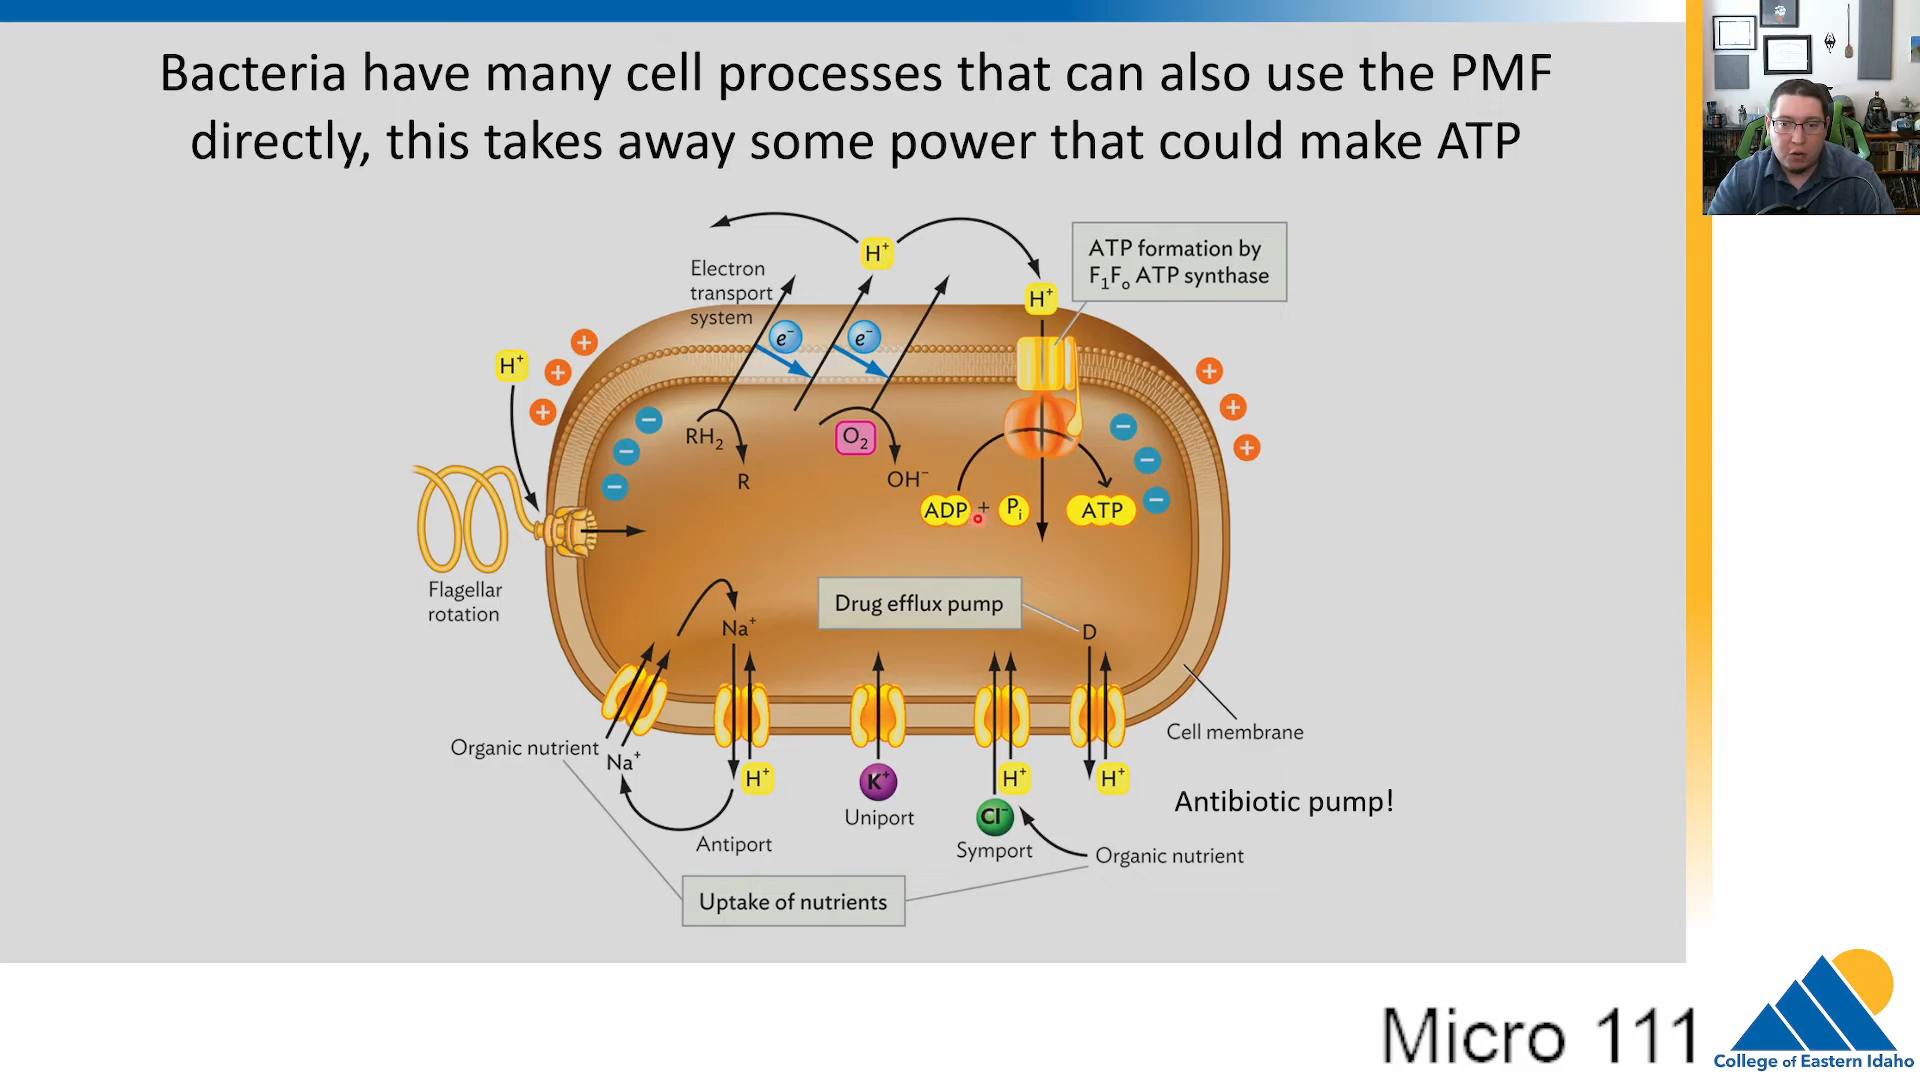 Bacteria have many cell processes that can also use the PMF
directly, this takes away some power that could make ATP
H⁺
ATP formation by
F₁Fₒ ATP synthase
Electron
transport
system
H⁺
e⁻
e⁻
H⁺
RH₂
O₂
R
OH⁻
ADP + Pᵢ
ATP
Flagellar
rotation
Drug efflux pump
Na⁺
D
Cell membrane
Organic nutrient
Na⁺
H⁺
K⁺
H⁺
H⁺
Antibiotic pump!
Uniport
Cl⁻
Antiport
Symport
Organic nutrient
Uptake of nutrients
Micro 111
College of Eastern Idaho